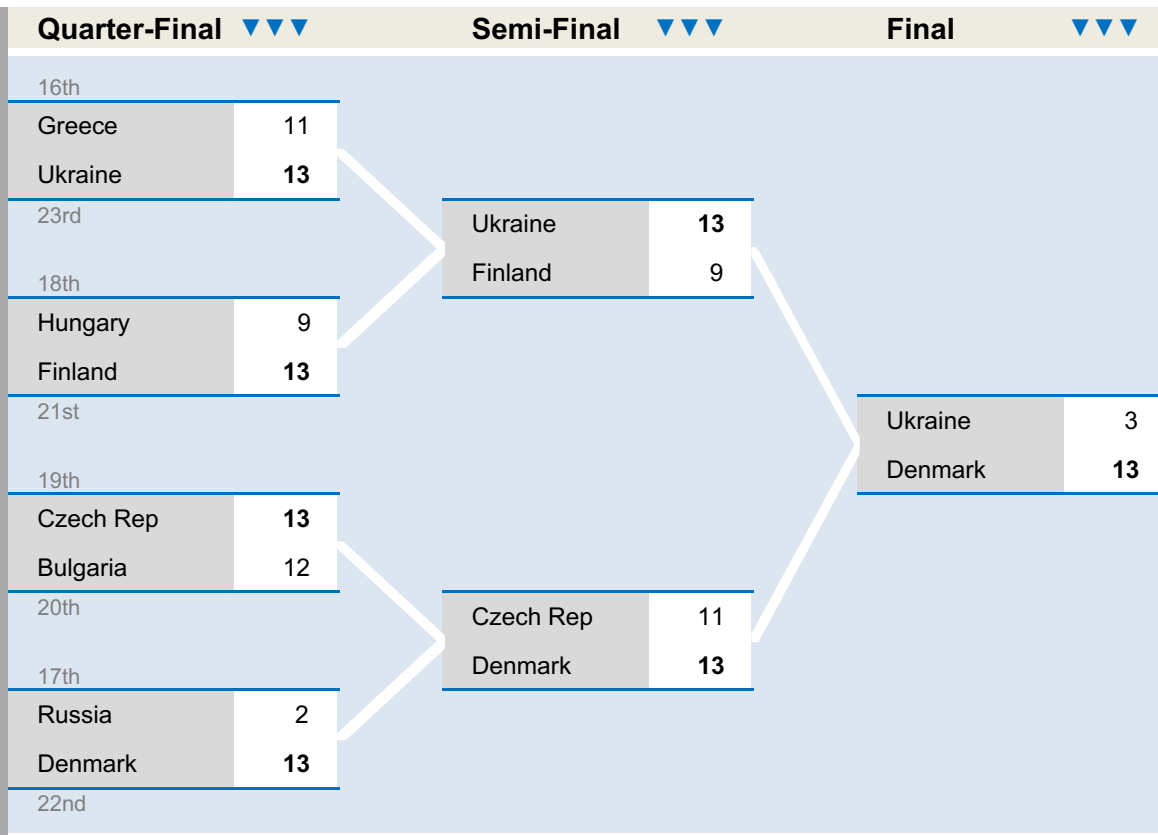 Quarter-Final ▼▼▼ Semi-Final ▼▼▼ Final ▼▼▼
16th
Greece 11
Ukraine 13
23rd
18th
Hungary 9
Finland 13
21st
19th
Czech Rep 13
Bulgaria 12
20th
17th
Russia 2
Denmark 13
22nd
Ukraine 13
Finland 9
Czech Rep 11
Denmark 13
Ukraine 3
Denmark 13